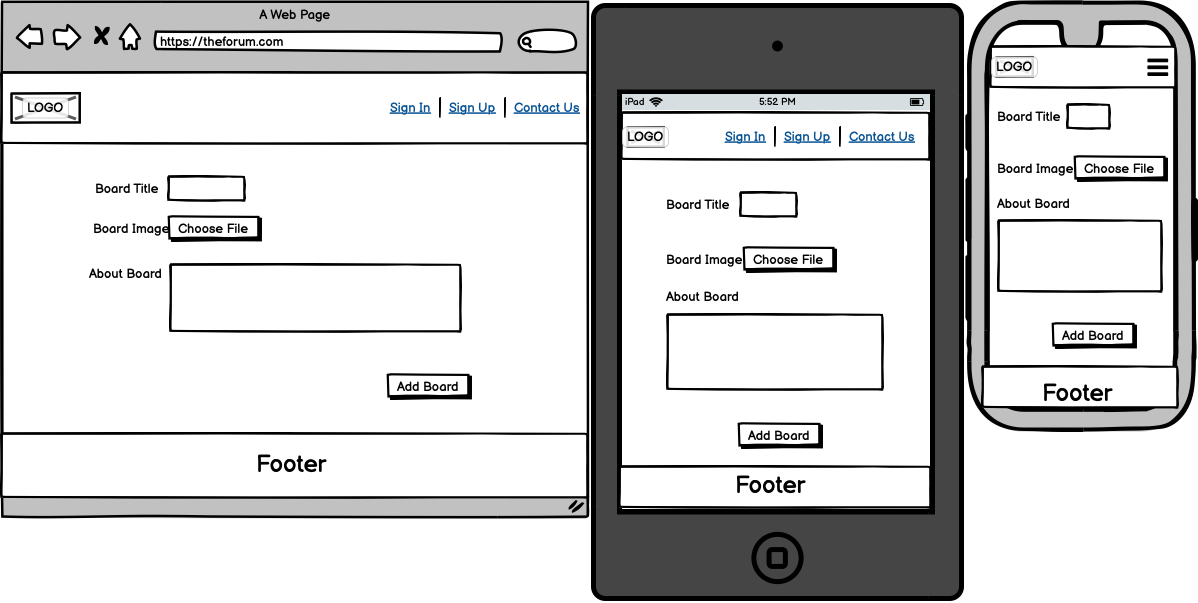 A Web Page
https://theforum.com
LOGO
Sign In
Sign Up
Contact Us
Board Title
Board Image
Choose File
About Board
Add Board
Footer
iPad
5:52 PM
LOGO
Sign In
Sign Up
Contact Us
Board Title
Board Image
Choose File
About Board
Add Board
Footer
LOGO
Board Title
Board Image
Choose File
About Board
Add Board
Footer